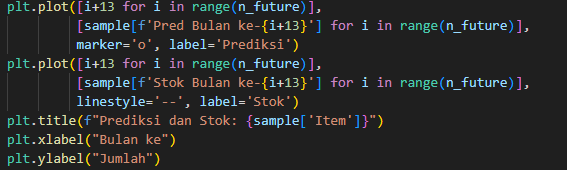 plt.plot([i+13 for i in range(n_future)],
[sample[f'Pred Bulan ke-{i+13}'] for i in range(n_future)],
marker='o', label='Prediksi')
plt.plot([i+13 for i in range(n_future)],
[sample[f'Stok Bulan ke-{i+13}'] for i in range(n_future)],
linestyle='--', label='Stok')
plt.title(f"Prediksi dan Stok: {sample['Item']}")
plt.xlabel("Bulan ke")
plt.ylabel("Jumlah")